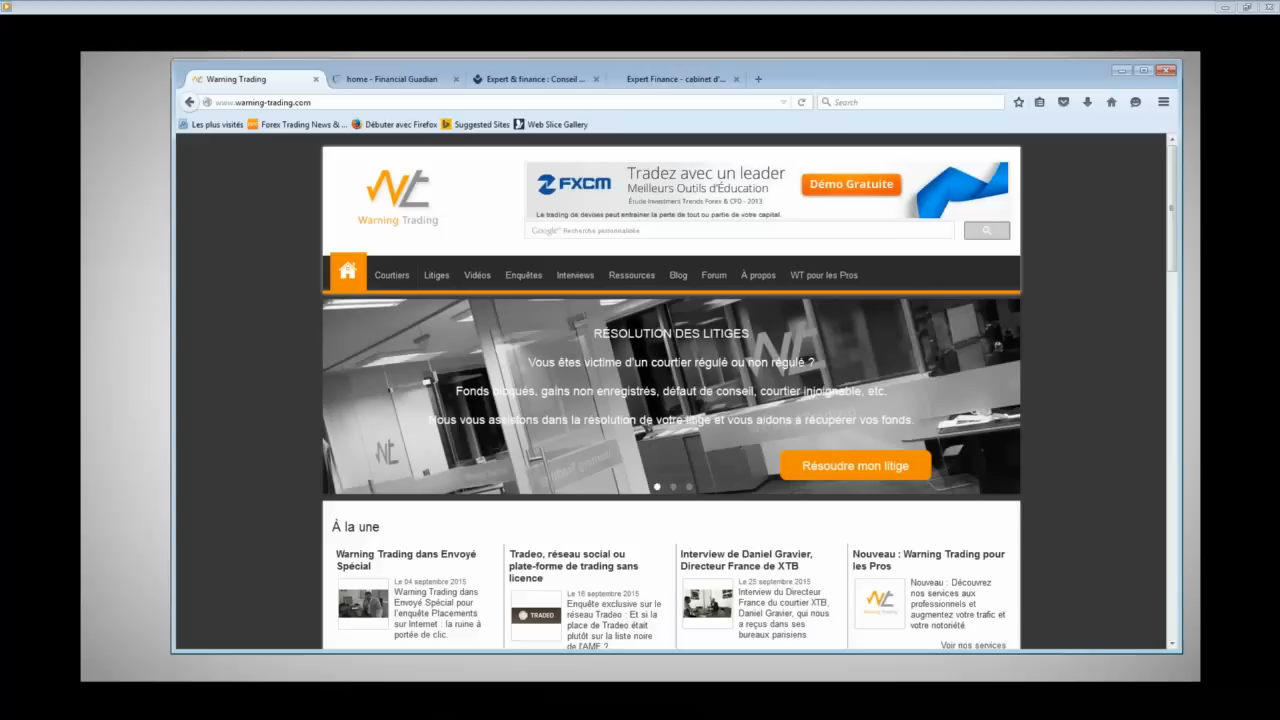 Warning Trading
home - Financial Guadian
Expert & finance : Conseil ...
Expert Finance - cabinet d'...
www.warning-trading.com
Search
Les plus visités
Forex Trading News & ...
Débuter avec Firefox
Suggested Sites
Web Slice Gallery
Warning Trading
FXCM
Tradez avec un leader
Meilleurs Outils d'Éducation
Étude Investment Trends Forex & CFD - 2013
Démo Gratuite
Le trading de devises peut entraîner la perte de tout ou partie de votre capital.
Google™ Recherche personnalisée
Courtiers
Litiges
Vidéos
Enquêtes
Interviews
Ressources
Blog
Forum
À propos
WT pour les Pros
RÉSOLUTION DES LITIGES
Vous êtes victime d'un courtier régulé ou non régulé ?
Fonds bloqués, gains non enregistrés, défaut de conseil, courtier injoignable, etc.
Nous vous assistons dans la résolution de votre litige et vous aidons a récupérer vos fonds.
Résoudre mon litige
À la une
Warning Trading dans Envoyé
Spécial
Le 04 septembre 2015
Warning Trading dans
Envoyé Spécial pour
l'enquête Placements
sur Internet : la ruine à
portée de clic.
Tradeo, réseau social ou
plate-forme de trading sans
licence
TRADEO
Le 16 septembre 2015
Enquête exclusive sur le
réseau Tradeo : Et si la
place de Tradeo était
plutôt sur la liste noire
de l'AMF ?
Interview de Daniel Gravier,
Directeur France de XTB
Le 25 septembre 2015
Interview du Directeur
France du courtier XTB,
Daniel Gravier, qui nous
a reçus dans ses
bureaux parisiens.
Nouveau : Warning Trading pour
les Pros
Warning Trading
Nouveau : Découvrez
nos services aux
professionnels et
augmentez votre trafic et
votre notoriété.
Voir nos services